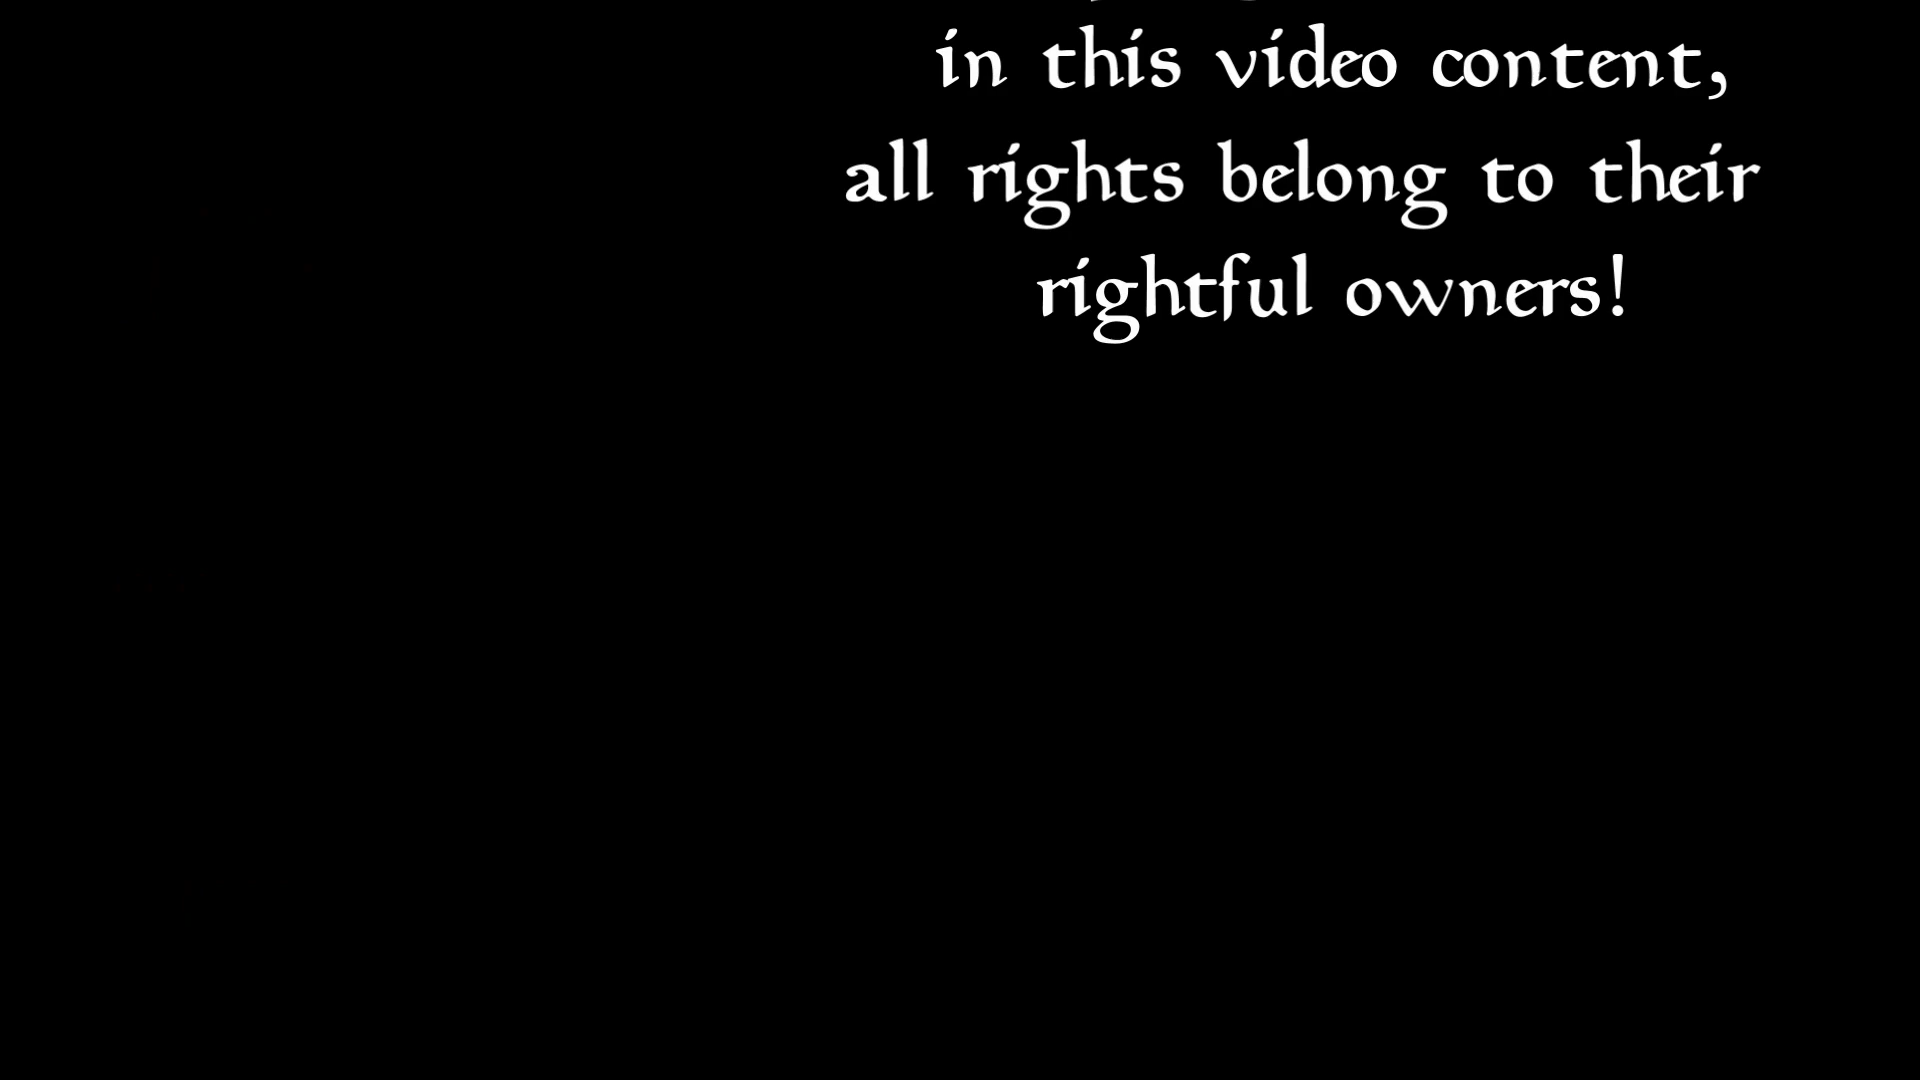 in this video content,
all rights belong to their
rightful owners!